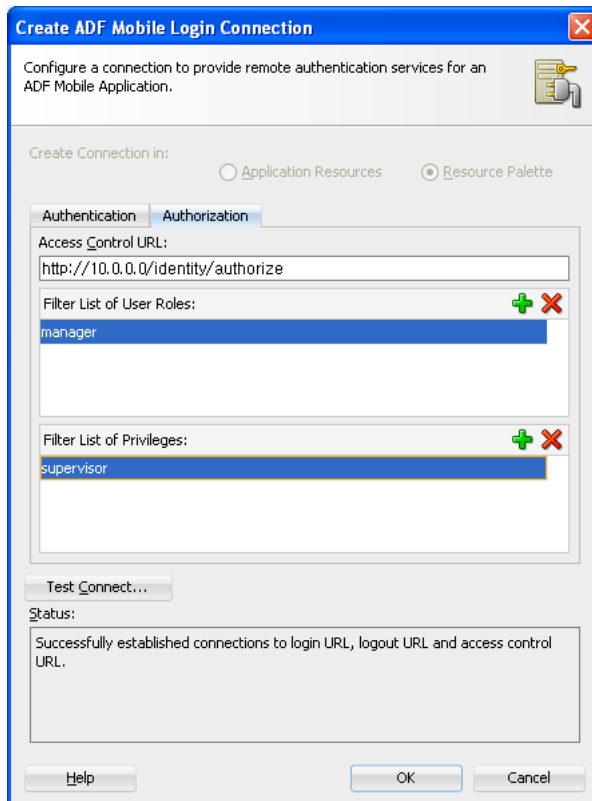 Create ADF Mobile Login Connection
Configure a connection to provide remote authentication services for an
ADF Mobile Application.
Create Connection in:
Application Resources
Resource Palette
Authentication
Authorization
Access Control URL:
http://10.0.0.0/identity/authorize
Filter List of User Roles:
manager
Filter List of Privileges:
supervisor
Test Connect...
Status:
Successfully established connections to login URL, logout URL and access control
URL.
Help
OK
Cancel